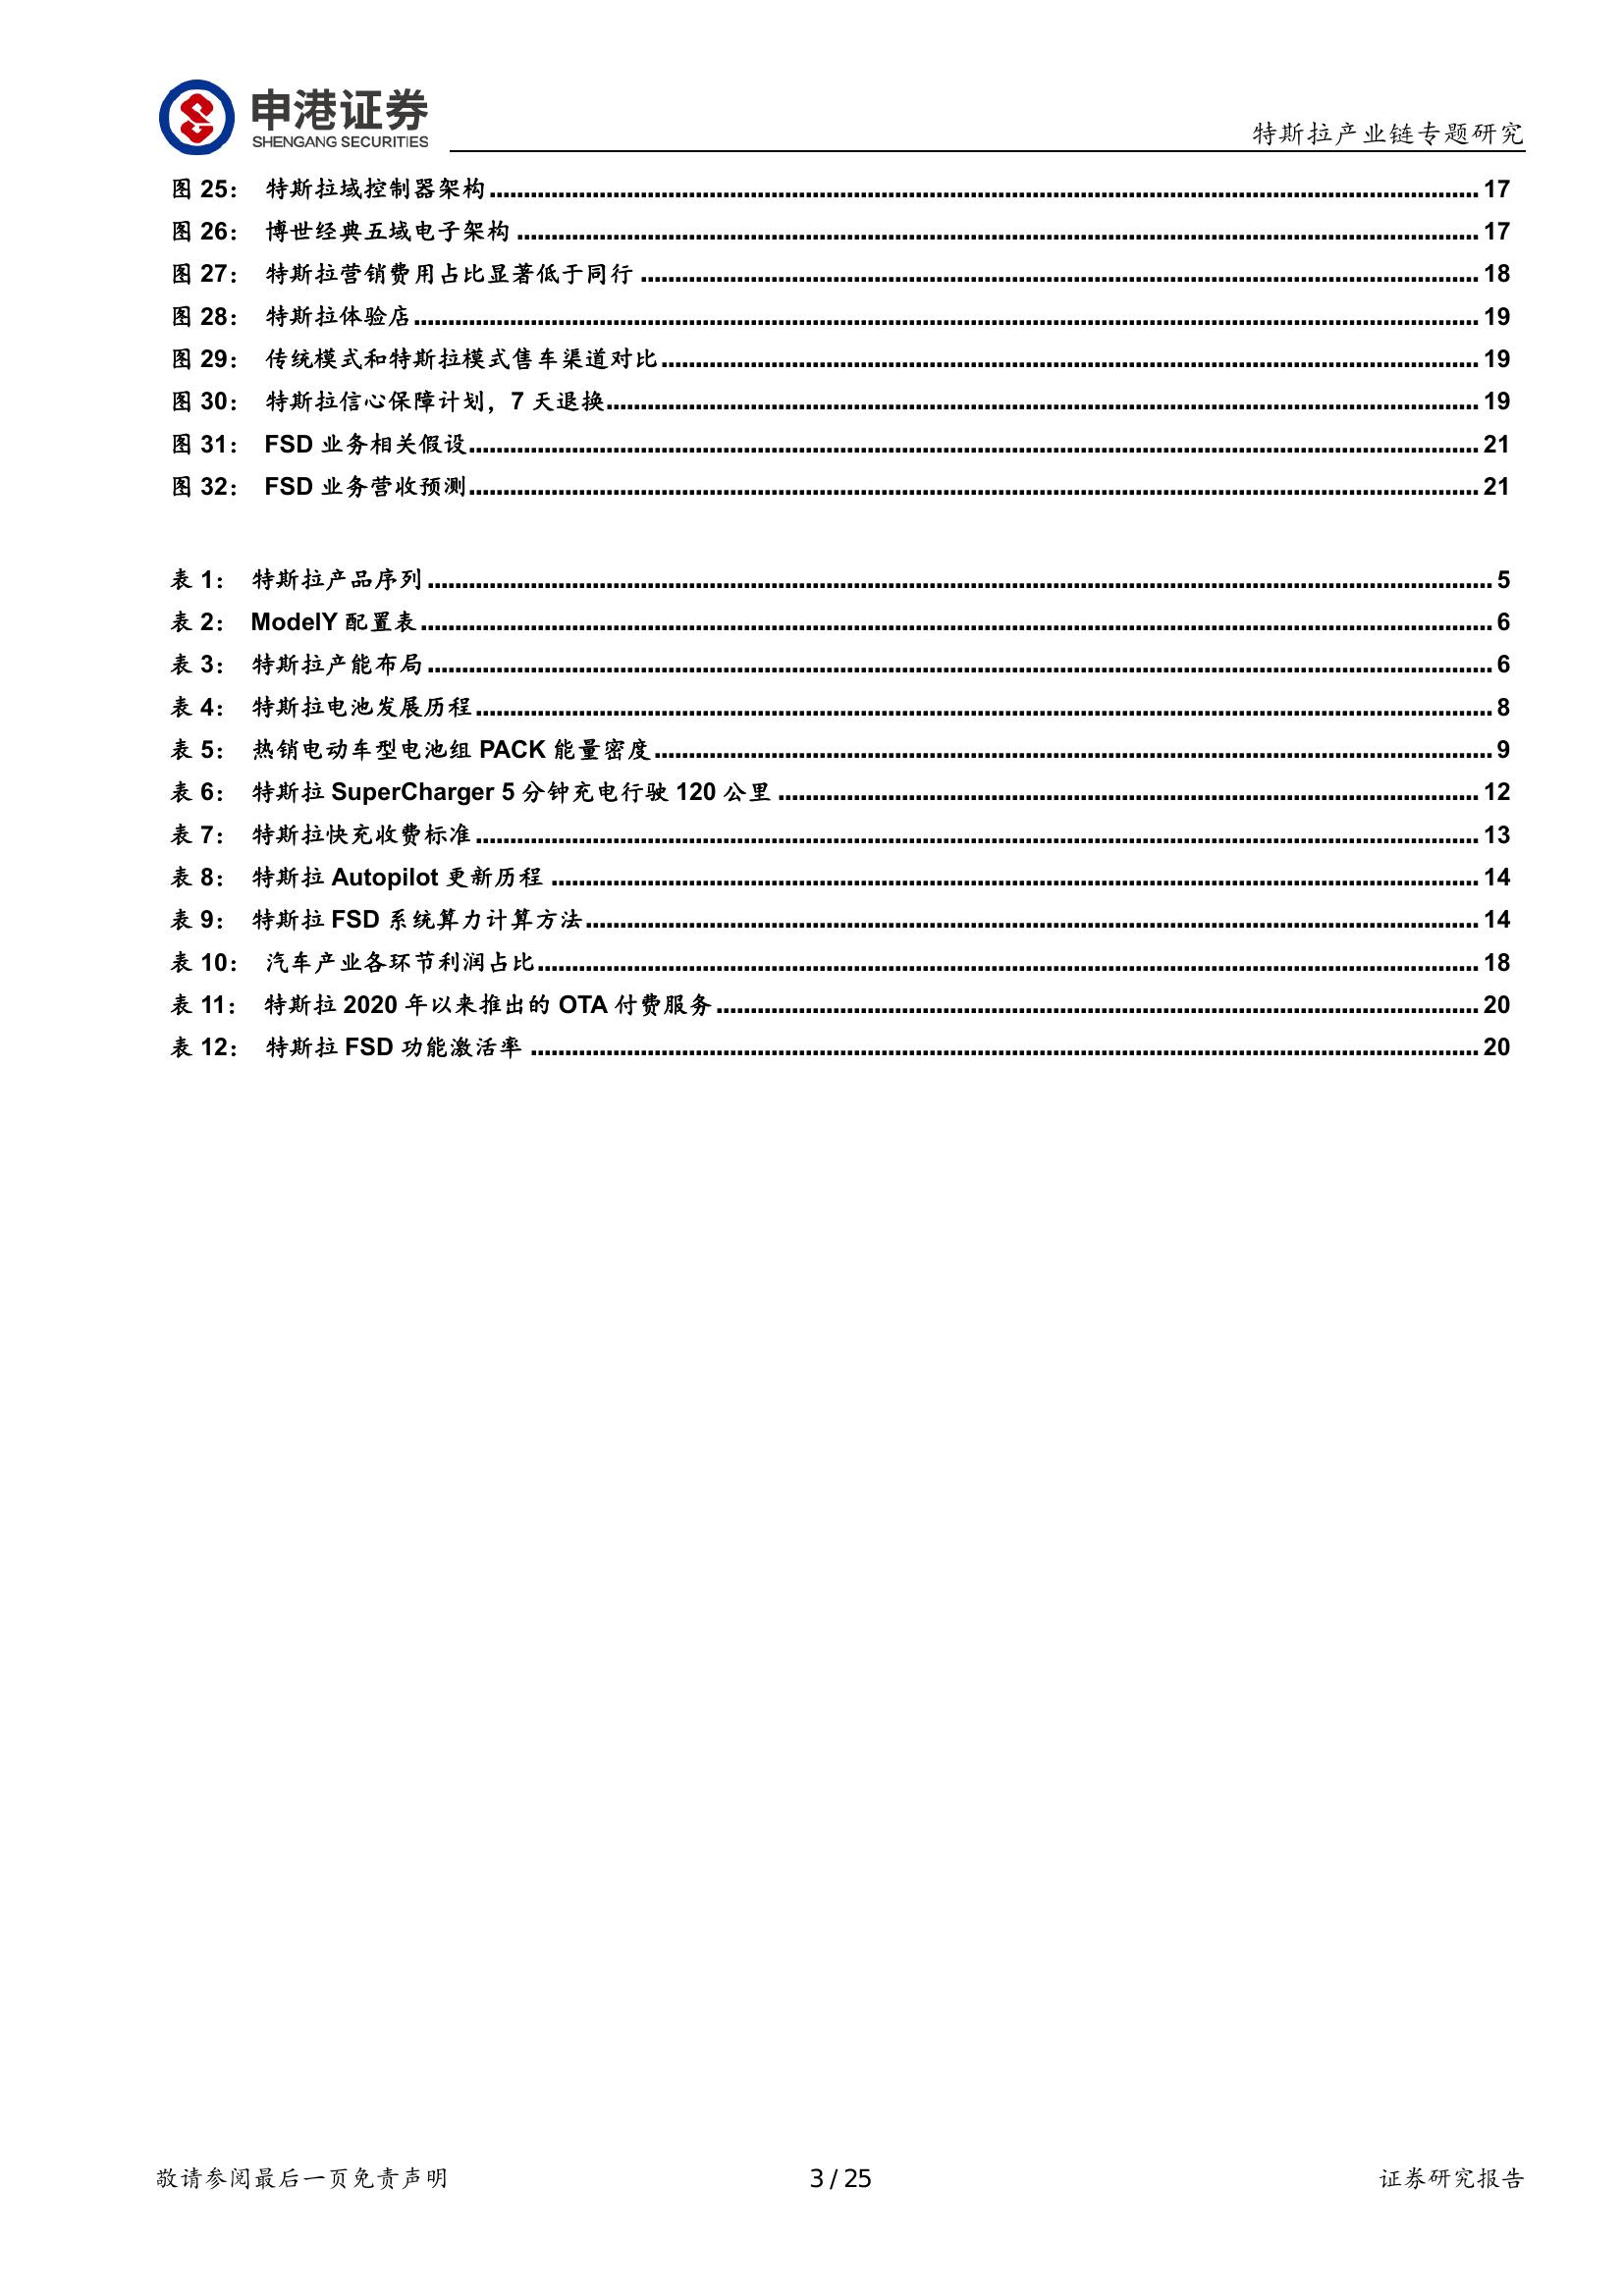 申港证券
SHENGANG SECURITIES
特斯拉产业链专题研究
图 25： 特斯拉域控制器架构 ........ 17
图 26： 博世经典五域电子架构 ........ 17
图 27： 特斯拉营销费用占比显著低于同行 ........ 18
图 28： 特斯拉体验店 ........ 19
图 29： 传统模式和特斯拉模式售车渠道对比 ........ 19
图 30： 特斯拉信心保障计划，7 天退换 ........ 19
图 31： FSD 业务相关假设 ........ 21
图 32： FSD 业务营收预测 ........ 21
表 1： 特斯拉产品序列 ........ 5
表 2： ModelY 配置表 ........ 6
表 3： 特斯拉产能布局 ........ 6
表 4： 特斯拉电池发展历程 ........ 8
表 5： 热销电动车型电池组 PACK 能量密度 ........ 9
表 6： 特斯拉 SuperCharger 5 分钟充电行驶 120 公里 ........ 12
表 7： 特斯拉快充收费标准 ........ 13
表 8： 特斯拉 Autopilot 更新历程 ........ 14
表 9： 特斯拉 FSD 系统算力计算方法 ........ 14
表 10： 汽车产业各环节利润占比 ........ 18
表 11： 特斯拉 2020 年以来推出的 OTA 付费服务 ........ 20
表 12： 特斯拉 FSD 功能激活率 ........ 20
敬请参阅最后一页免责声明 3 / 25 证券研究报告